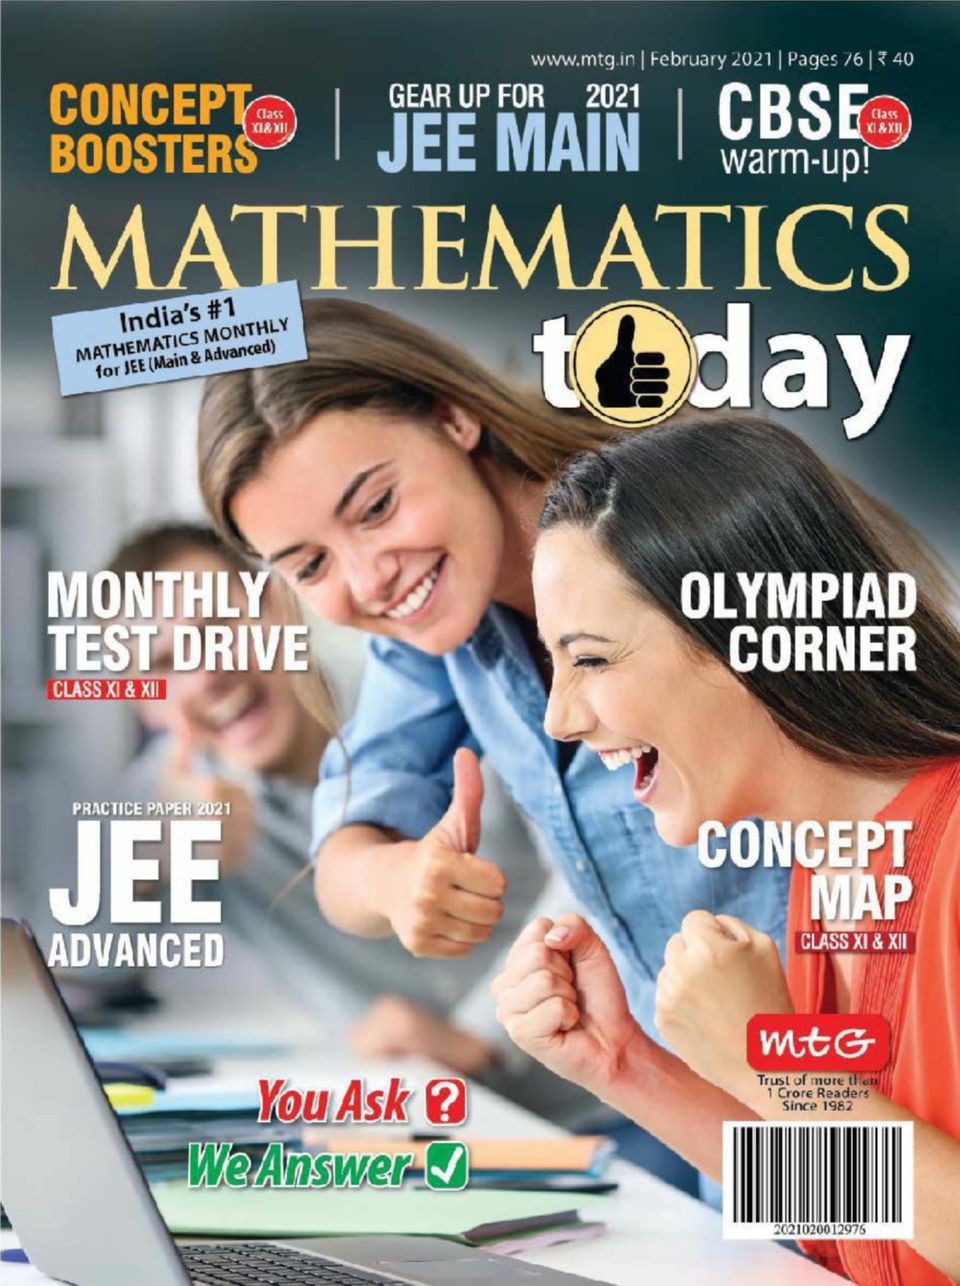 www.mtg.in | February 2021 | Pages 76 | ₹ 40
CONCEPT
BOOSTERS
Class
XI & XII
GEAR UP FOR 2021
JEE MAIN
CBSE
warm-up!
Class
XI & XII
MATHEMATICS
today
India's #1
MATHEMATICS MONTHLY
for JEE (Main & Advanced)
MONTHLY
TEST DRIVE
CLASS XI & XII
OLYMPIAD
CORNER
PRACTICE PAPER 2021
JEE
ADVANCED
CONCEPT
MAP
CLASS XI & XII
mtG
Trust of more than
1 Crore Readers
Since 1982
You Ask ?
We Answer
2021020012976